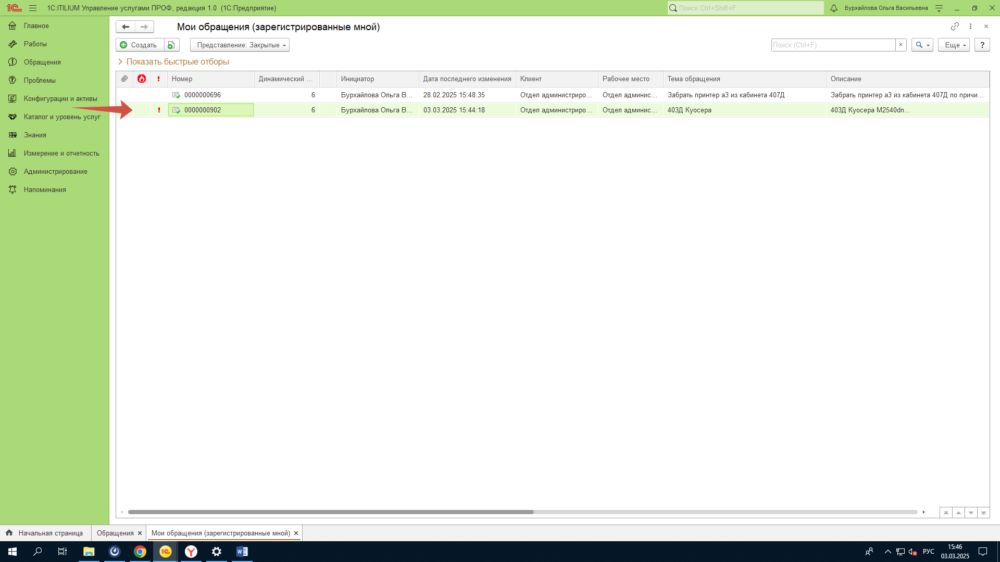 1С:ITILIUM Управление услугами ПРОФ, редакция 1.0 (1С:Предприятие)
Поиск Ctrl+Shift+F
Бурхайлова Ольга Васильевна
Главное
Работы
Обращения
Проблемы
Конфигурации и активы
Каталог и уровень услуг
Знания
Измерение и отчетность
Администрирование
Напоминания
Мои обращения (зарегистрированные мной)
Создать
Представление: Закрытые
Поиск (Ctrl+F)
×
Еще
?
Показать быстрые отборы
Номер Динамический ... Инициатор Дата последнего изменения Клиент Рабочее место Тема обращения Описание
0000000696 6 Бурхайлова Ольга В... 28.02.2025 15:48:35 Отдел администриро... Отдел админис... Забрать принтер а3 из кабинета 407Д Забрать принтер а3 из кабинета 407Д по причи...
0000000902 6 Бурхайлова Ольга В... 03.03.2025 15:44:18 Отдел администриро... Отдел админис... 403Д Куосера 403Д Куосера M2540dn...
Начальная страница
Обращения ×
Мои обращения (зарегистрированные мной) ×
РУС
15:46
03.03.2025